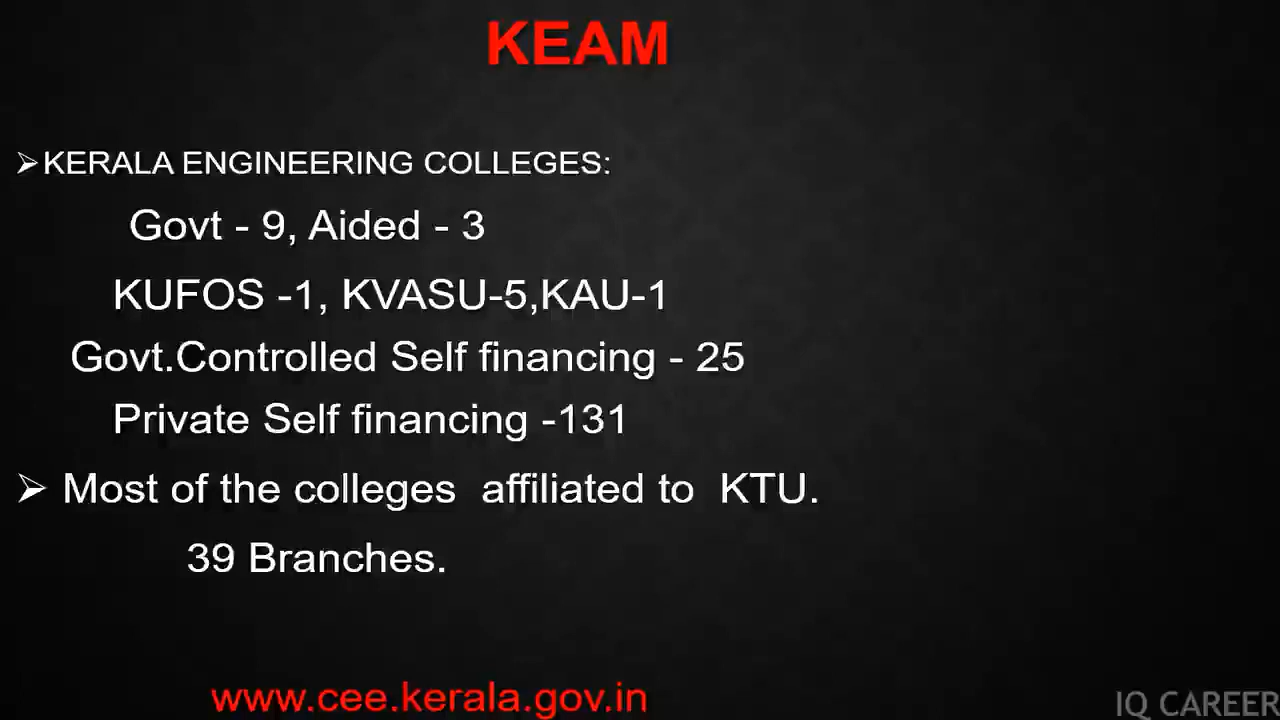 KEAM
➢KERALA ENGINEERING COLLEGES:
Govt - 9, Aided - 3
KUFOS -1, KVASU-5,KAU-1
Govt.Controlled Self financing - 25
Private Self financing -131
➢ Most of the colleges affiliated to KTU.
39 Branches.
www.cee.kerala.gov.in
IQ CAREER